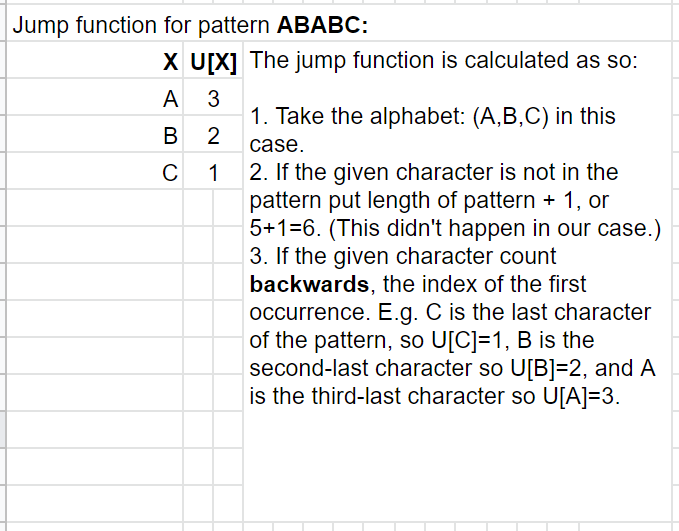 Jump function for pattern ABABC:
X U[X] The jump function is calculated as so:
A 3
B 2
C 1
1. Take the alphabet: (A,B,C) in this
case.
2. If the given character is not in the
pattern put length of pattern + 1, or
5+1=6. (This didn't happen in our case.)
3. If the given character count
backwards, the index of the first
occurrence. E.g. C is the last character
of the pattern, so U[C]=1, B is the
second-last character so U[B]=2, and A
is the third-last character so U[A]=3.